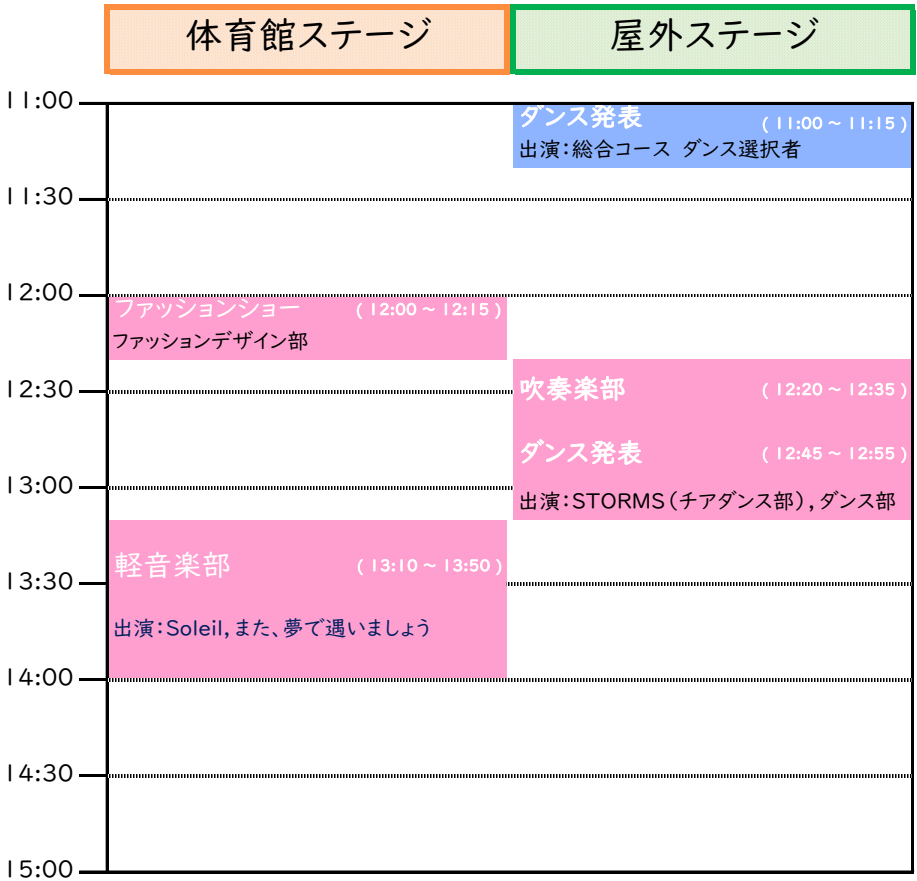 体育館ステージ 屋外ステージ
11:00
ダンス発表 (11:00~11:15)
出演:総合コース ダンス選択者
11:30
12:00
ファッションショー (12:00~12:15)
ファッションデザイン部
12:30
吹奏楽部 (12:20~12:35)
ダンス発表 (12:45~12:55)
13:00
出演:STORMS(チアダンス部),ダンス部
軽音楽部 (13:10~13:50)
13:30
出演:Soleil,また、夢で遇いましょう
14:00
14:30
15:00